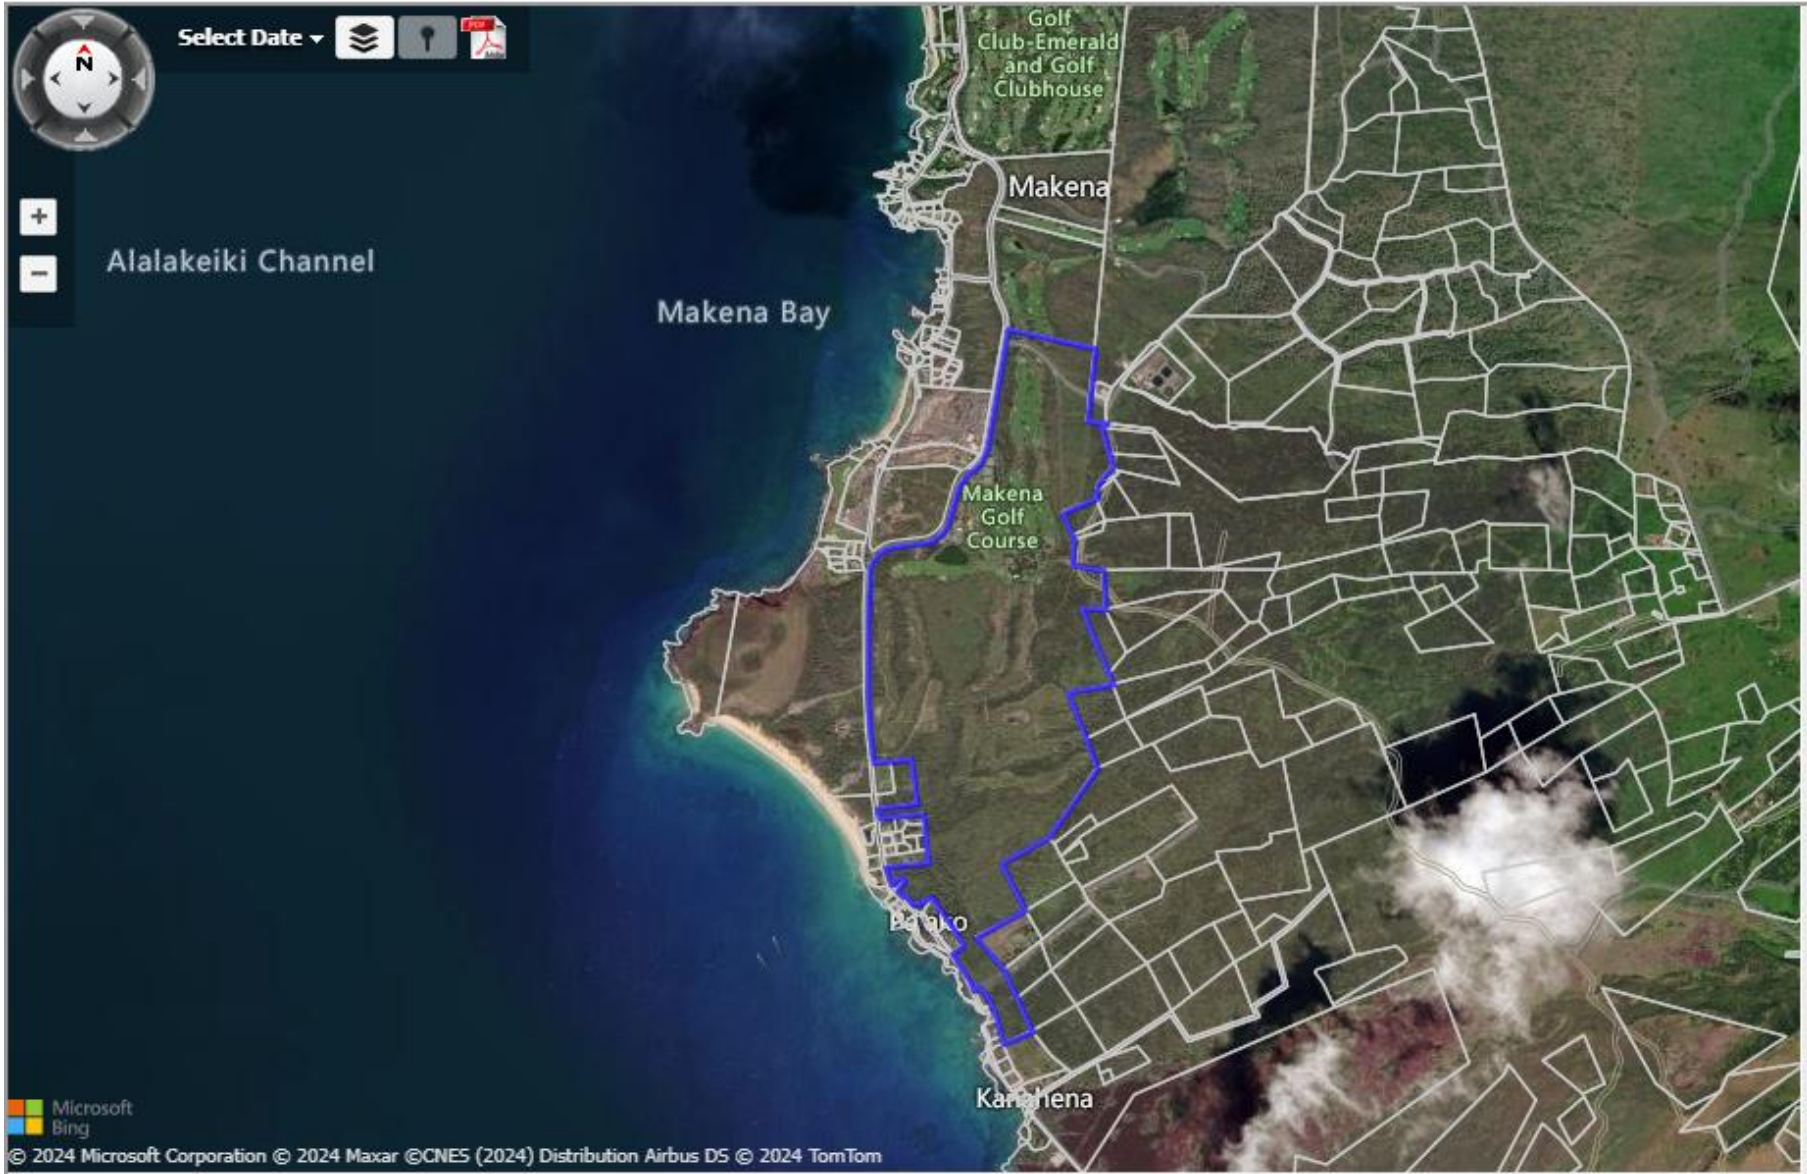 N
Select Date
PDF
Golf
Club-Emerald
and Golf
Clubhouse
Makena
+
−
Alalakeiki Channel
Makena Bay
Makena
Golf
Course
Microsoft
Bing
© 2024 Microsoft Corporation © 2024 Maxar ©CNES (2024) Distribution Airbus DS © 2024 TomTom